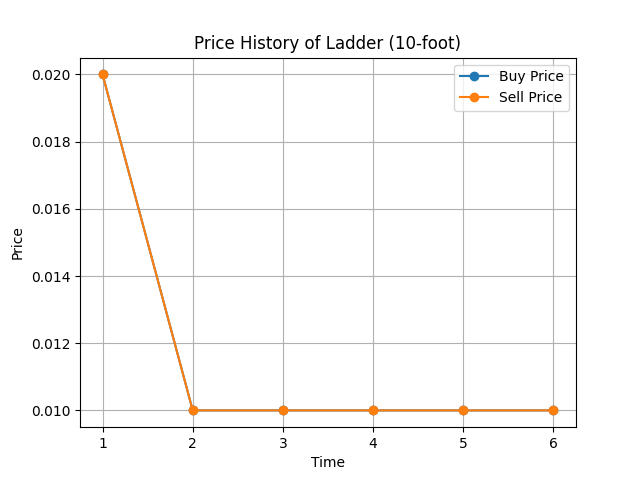 Price History of Ladder (10-foot)
Buy Price
Sell Price
0.020
0.018
0.016
0.014
0.012
0.010
Price
1 2 3 4 5 6
Time